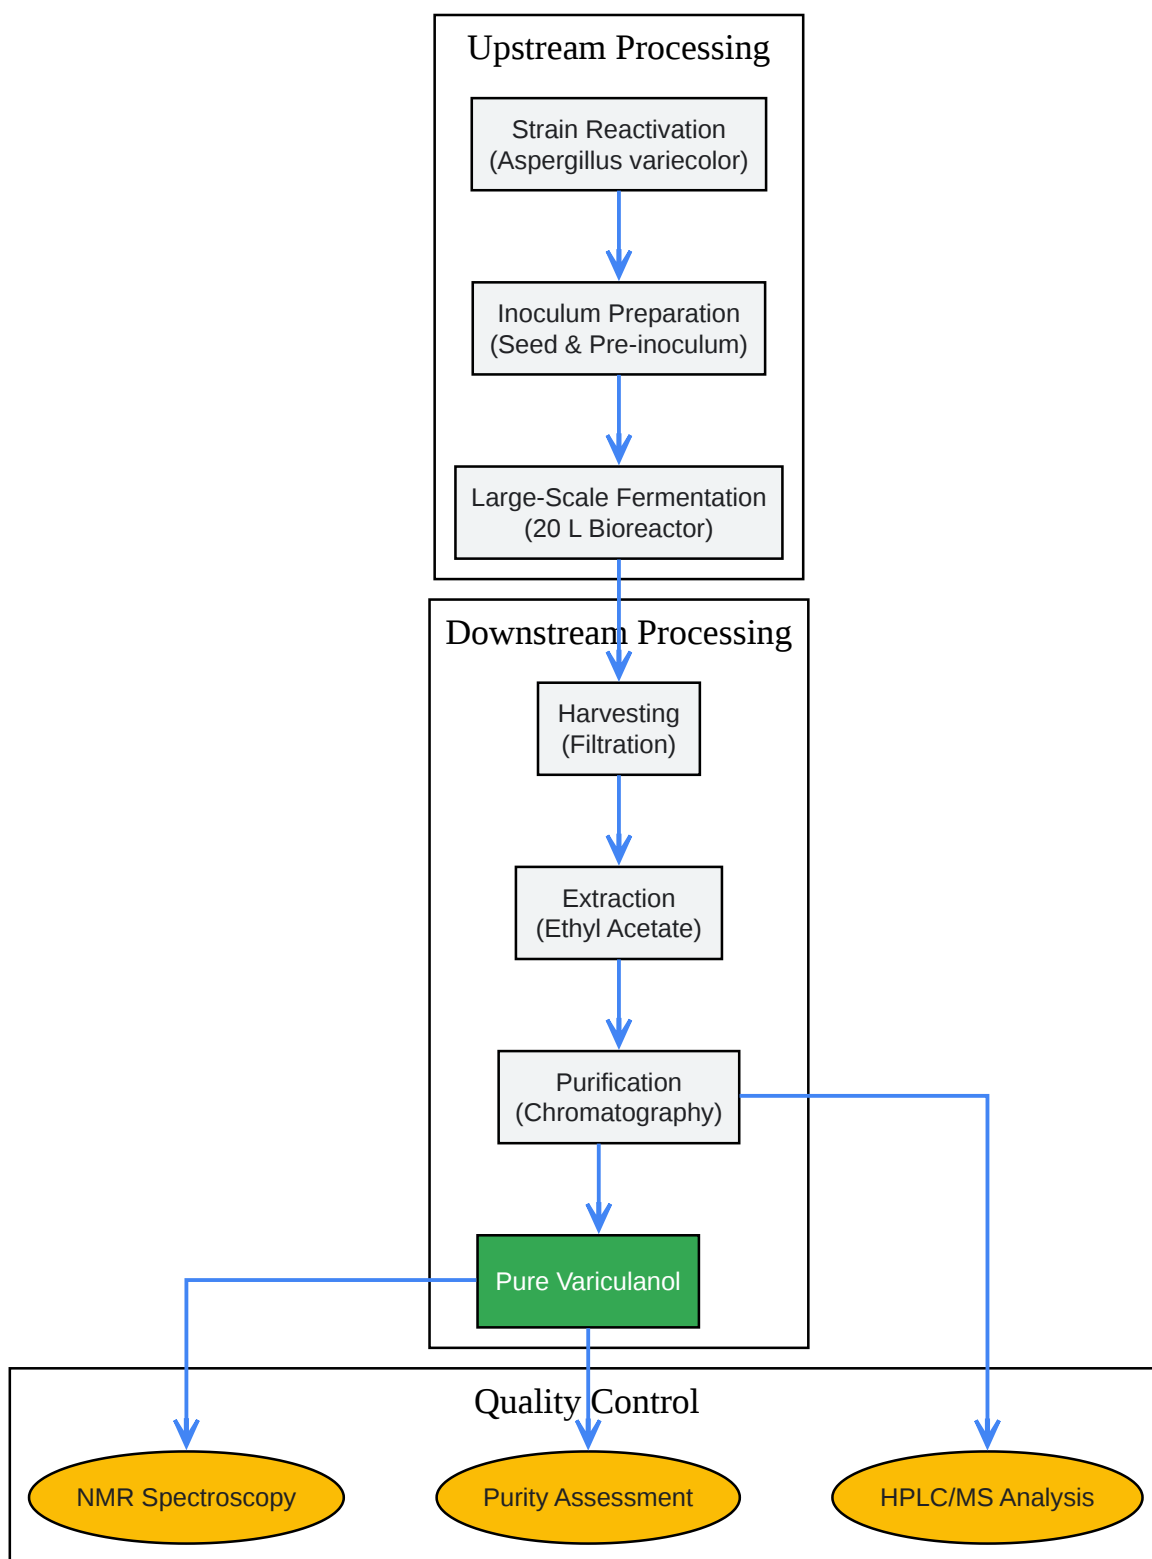 Upstream Processing
Strain Reactivation
(Aspergillus variecolor)
Inoculum Preparation
(Seed & Pre-inoculum)
Large-Scale Fermentation
(20 L Bioreactor)
Downstream Processing
Harvesting
(Filtration)
Extraction
(Ethyl Acetate)
Purification
(Chromatography)
Pure Variculanol
Quality Control
NMR Spectroscopy
Purity Assessment
HPLC/MS Analysis